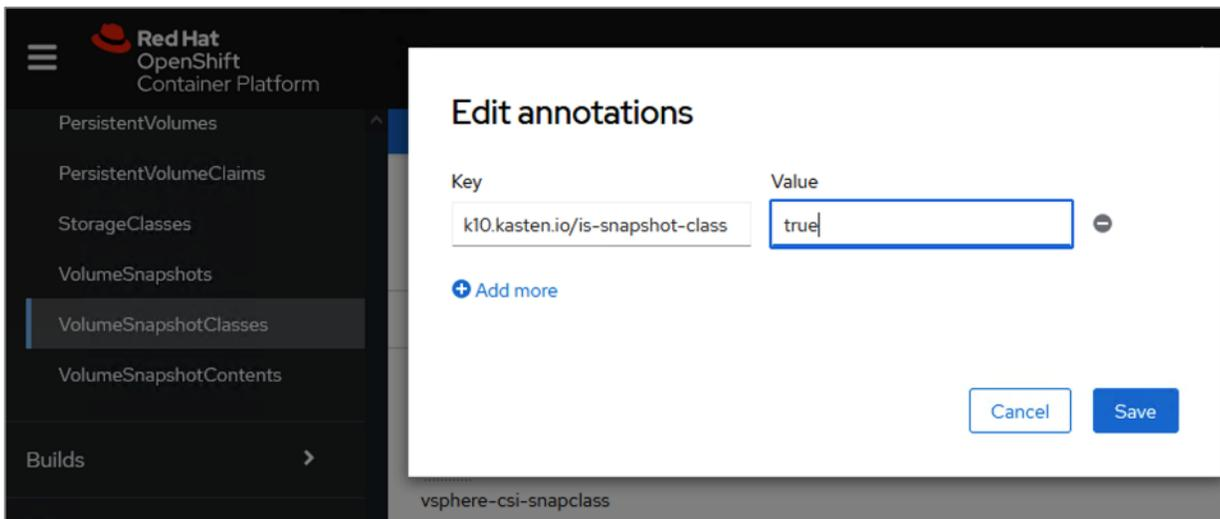 Red Hat
OpenShift
Container Platform
PersistentVolumes
PersistentVolumeClaims
StorageClasses
VolumeSnapshots
VolumeSnapshotClasses
VolumeSnapshotContents
Builds
Edit annotations
Key Value
k10.kasten.io/is-snapshot-class true
Add more
Cancel Save
vsphere-csi-snapclass